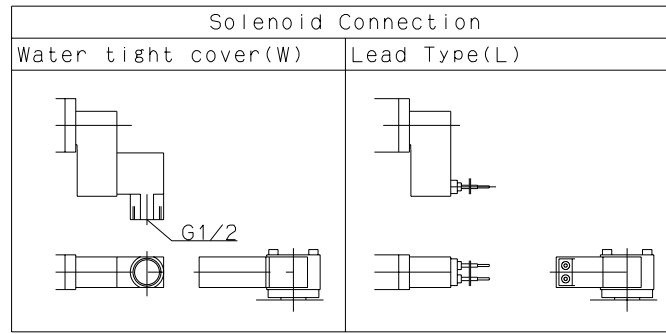 Solenoid Connection
Water tight cover(W)
Lead Type(L)
G1/2